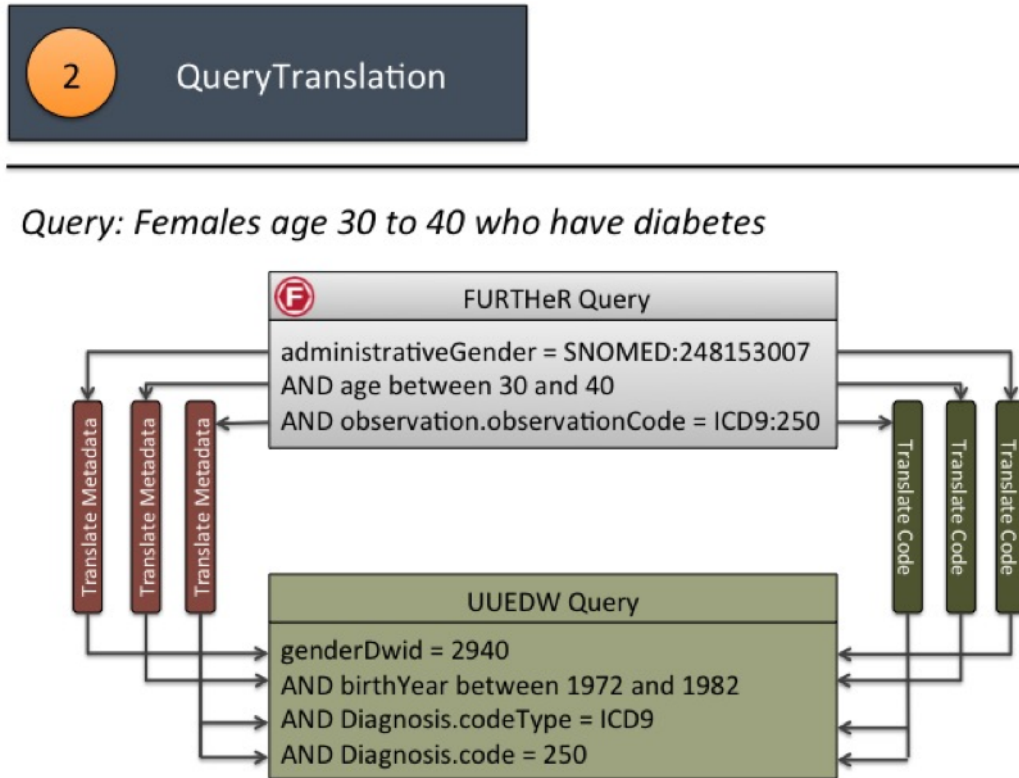 2
QueryTranslation
Query: Females age 30 to 40 who have diabetes
F
FURTHeR Query
administrativeGender = SNOMED:248153007
AND age between 30 and 40
AND observation.observationCode = ICD9:250
Translate Metadata
Translate Metadata
Translate Metadata
Translate Code
Translate Code
Translate Code
UUEDW Query
genderDwid = 2940
AND birthYear between 1972 and 1982
AND Diagnosis.codeType = ICD9
AND Diagnosis.code = 250